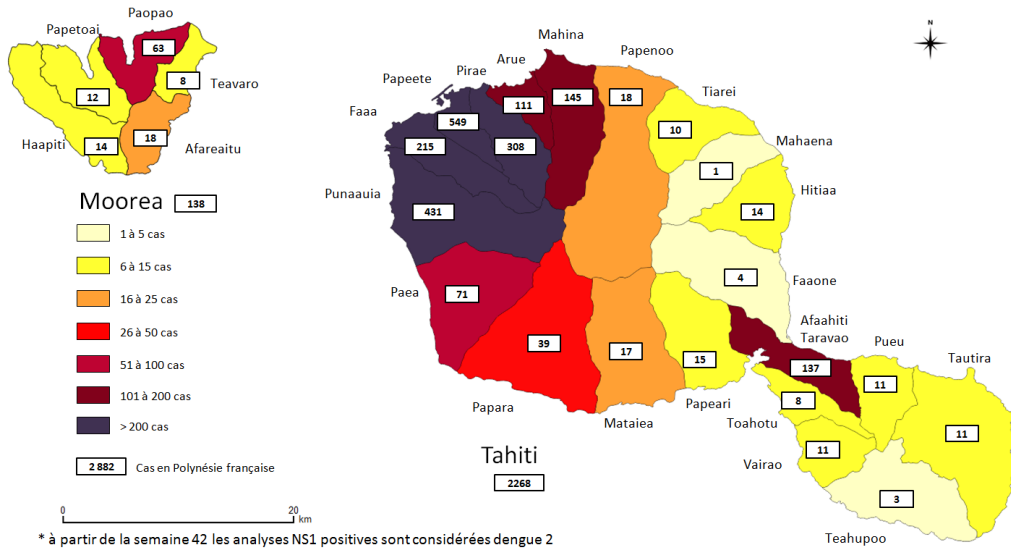 Paopao
Papetoai
63
8
Teavaro
12
18
14
Haapiti
Afareaitu
Moorea 138
1 à 5 cas
6 à 15 cas
16 à 25 cas
26 à 50 cas
51 à 100 cas
101 à 200 cas
> 200 cas
2 882 Cas en Polynésie française
0 20
km
N
Mahina
Arue
Papenoo
Pirae
Papeete
Tiarei
Faaa
145
18
111
549
10
215
308
Mahaena
1
Hitiaa
Punaauia
431
14
4
Faaone
Paea
71
Afaahiti
Taravao
Pueu
Tautira
39
17
15
137
11
8
11
11
Papara
Mataiea
Papeari
Toahotu
Vairao
3
Teahupoo
Tahiti
2268
* à partir de la semaine 42 les analyses NS1 positives sont considérées dengue 2